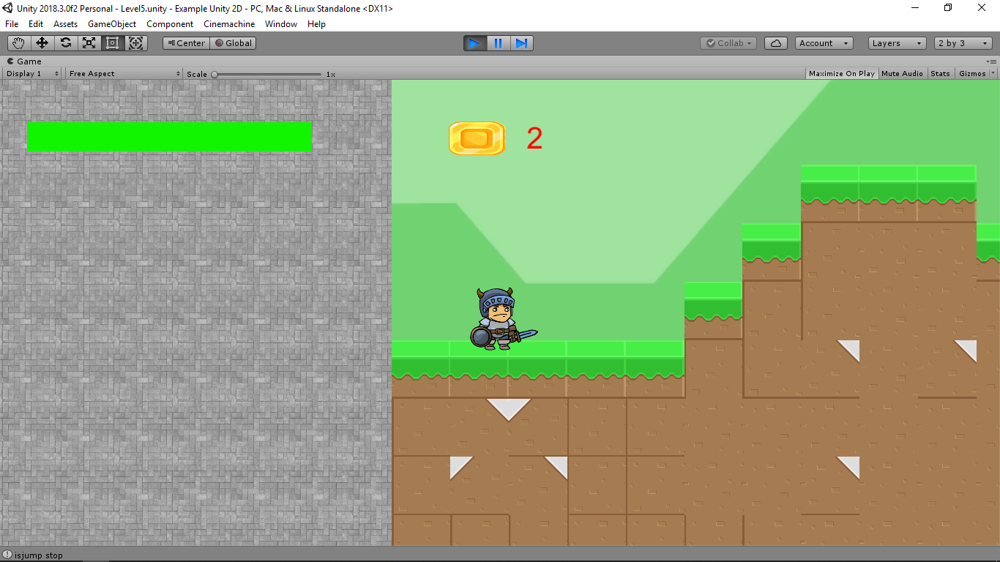 Unity 2018.3.0f2 Personal - Level5.unity - Example Unity 2D - PC, Mac & Linux Standalone <DX11>
File Edit Assets GameObject Component Cinemachine Window Help
Center Global Collab Account Layers 2 by 3
Game
Display 1 Free Aspect Scale 1x Maximize On Play Mute Audio Stats Gizmos
2
isjump stop